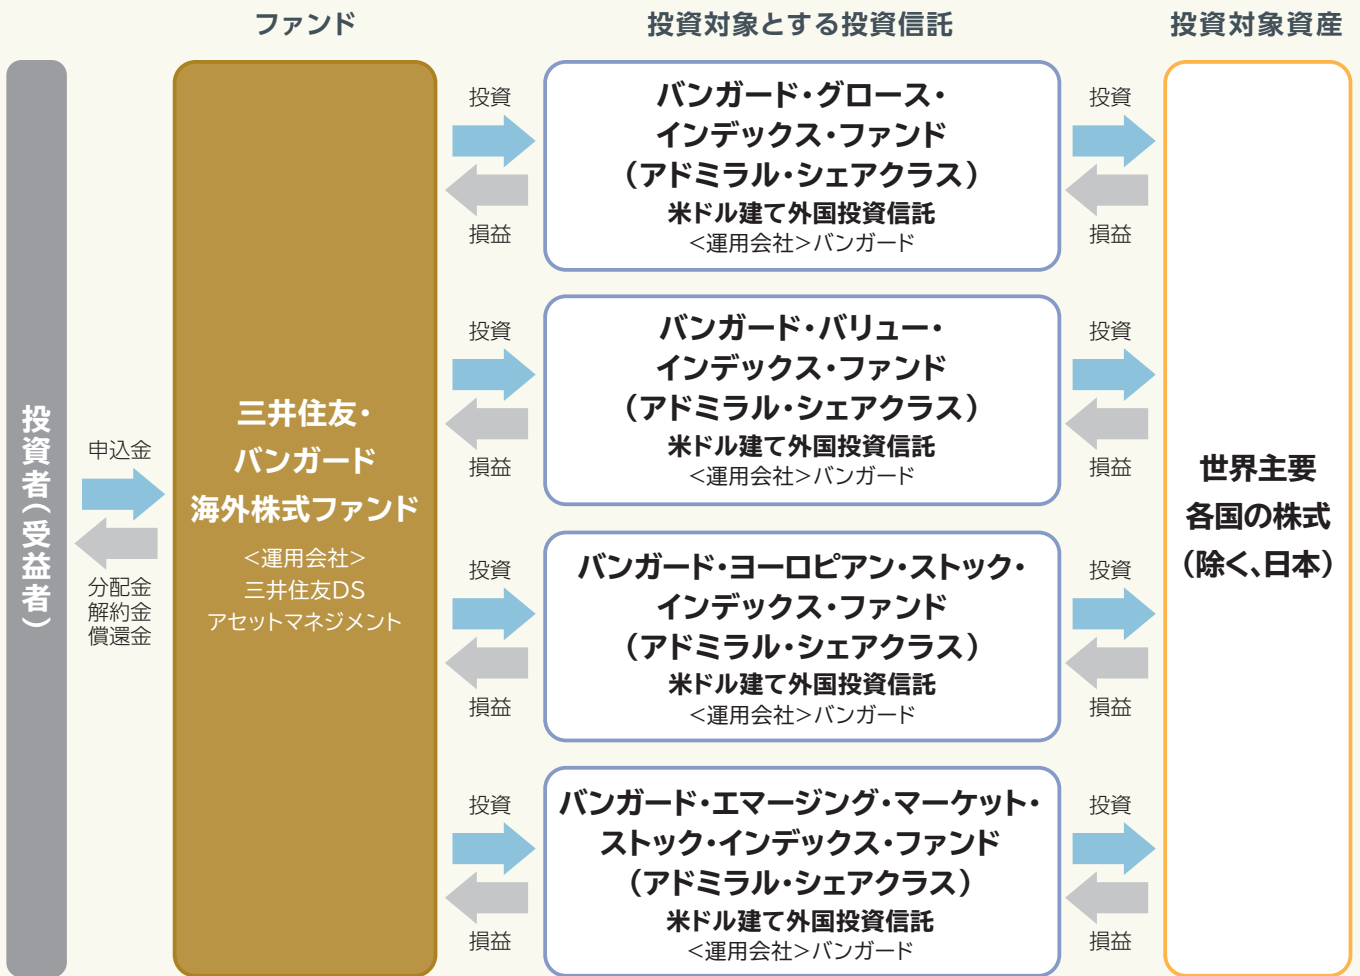 ファンド
投資対象とする投資信託
投資対象資産
投資者（受益者）
申込金
分配金
解約金
償還金
三井住友・
バンガード
海外株式ファンド
＜運用会社＞
三井住友DS
アセットマネジメント
投資
損益
バンガード・グロース・
インデックス・ファンド
（アドミラル・シェアクラス）
米ドル建て外国投資信託
＜運用会社＞バンガード
投資
損益
投資
損益
バンガード・バリュー・
インデックス・ファンド
（アドミラル・シェアクラス）
米ドル建て外国投資信託
＜運用会社＞バンガード
投資
損益
投資
損益
バンガード・ヨーロピアン・ストック・
インデックス・ファンド
（アドミラル・シェアクラス）
米ドル建て外国投資信託
＜運用会社＞バンガード
投資
損益
投資
損益
バンガード・エマージング・マーケット・
ストック・インデックス・ファンド
（アドミラル・シェアクラス）
米ドル建て外国投資信託
＜運用会社＞バンガード
投資
損益
世界主要
各国の株式
（除く、日本）